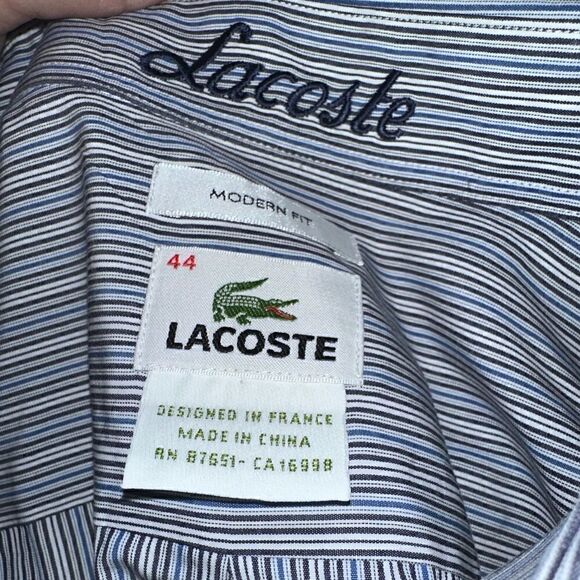 Lacoste
MODERN FIT
44
LACOSTE
DESIGNED IN FRANCE
MADE IN CHINA
RN 87651- CA16998